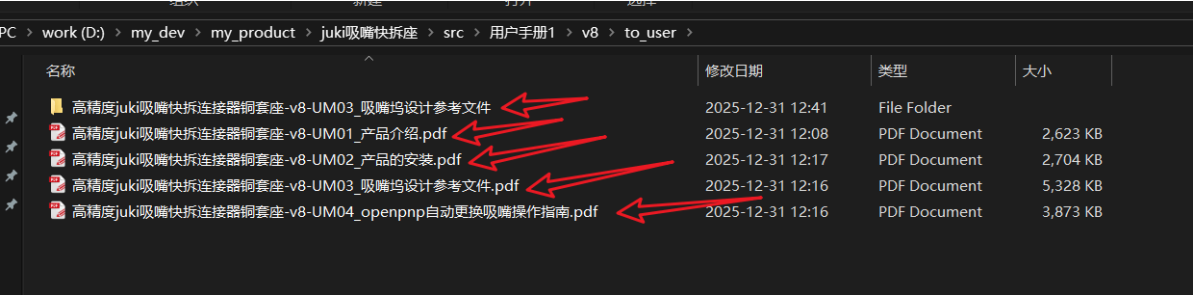 PC > work (D:) > my_dev > my_product > juki吸嘴快拆座 > src > 用户手册1 > v8 > to_user >
名称 修改日期 类型 大小
高精度juki吸嘴快拆连接器铜套座-v8-UM03_吸嘴坞设计参考文件 2025-12-31 12:41 File Folder
高精度juki吸嘴快拆连接器铜套座-v8-UM01_产品介绍.pdf 2025-12-31 12:08 PDF Document 2,623 KB
高精度juki吸嘴快拆连接器铜套座-v8-UM02_产品的安装.pdf 2025-12-31 12:17 PDF Document 2,704 KB
高精度juki吸嘴快拆连接器铜套座-v8-UM03_吸嘴坞设计参考文件.pdf 2025-12-31 12:16 PDF Document 5,328 KB
高精度juki吸嘴快拆连接器铜套座-v8-UM04_openpnp自动更换吸嘴操作指南.pdf 2025-12-31 12:16 PDF Document 3,873 KB